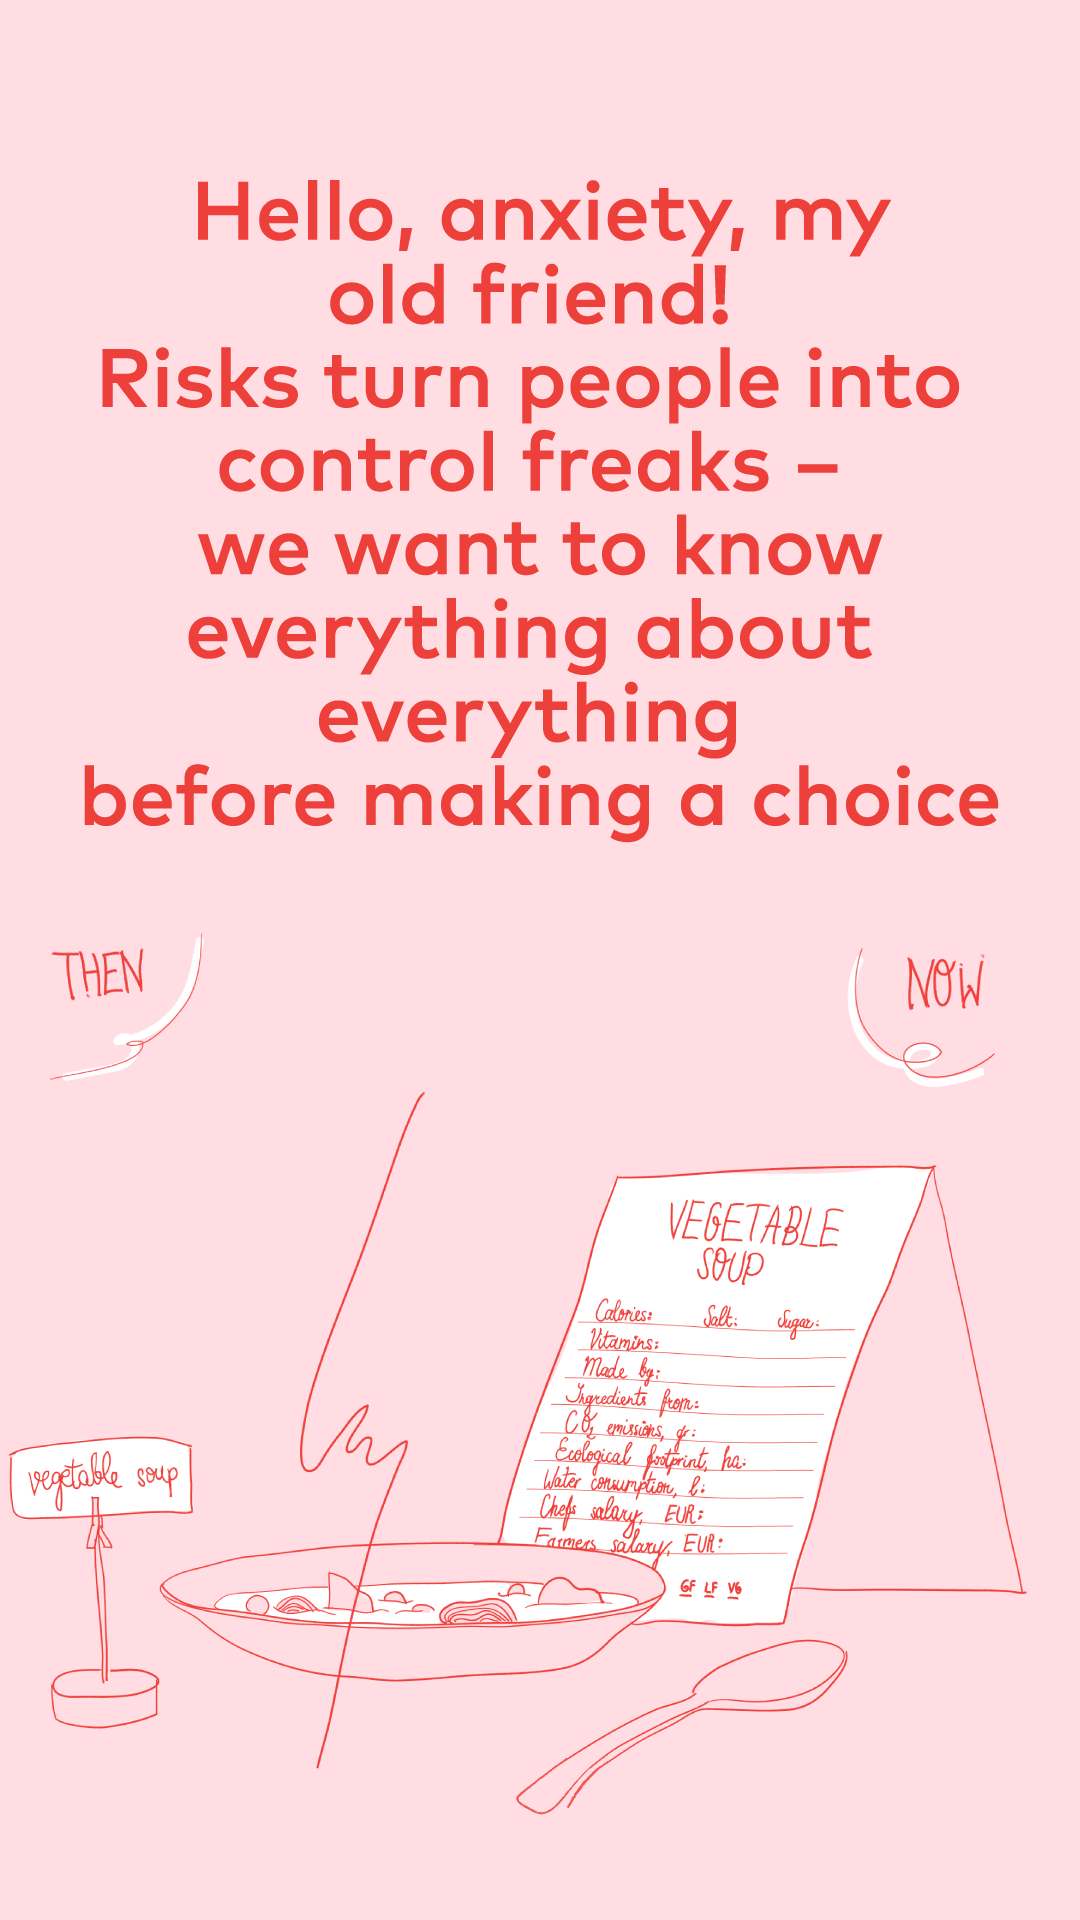 Hello, anxiety, my
old friend!
Risks turn people into
control freaks –
we want to know
everything about
everything
before making a choice
THEN
NOW
VEGETABLE
SOUP
Calories: Salt: Sugar:
Vitamins:
Made by:
Ingredients from:
CO₂ emissions, gr:
Ecological footprint, ha:
Water consumption, l:
Chefs salary, EUR:
Farmers salary, EUR:
GF LF VG
vegetable soup